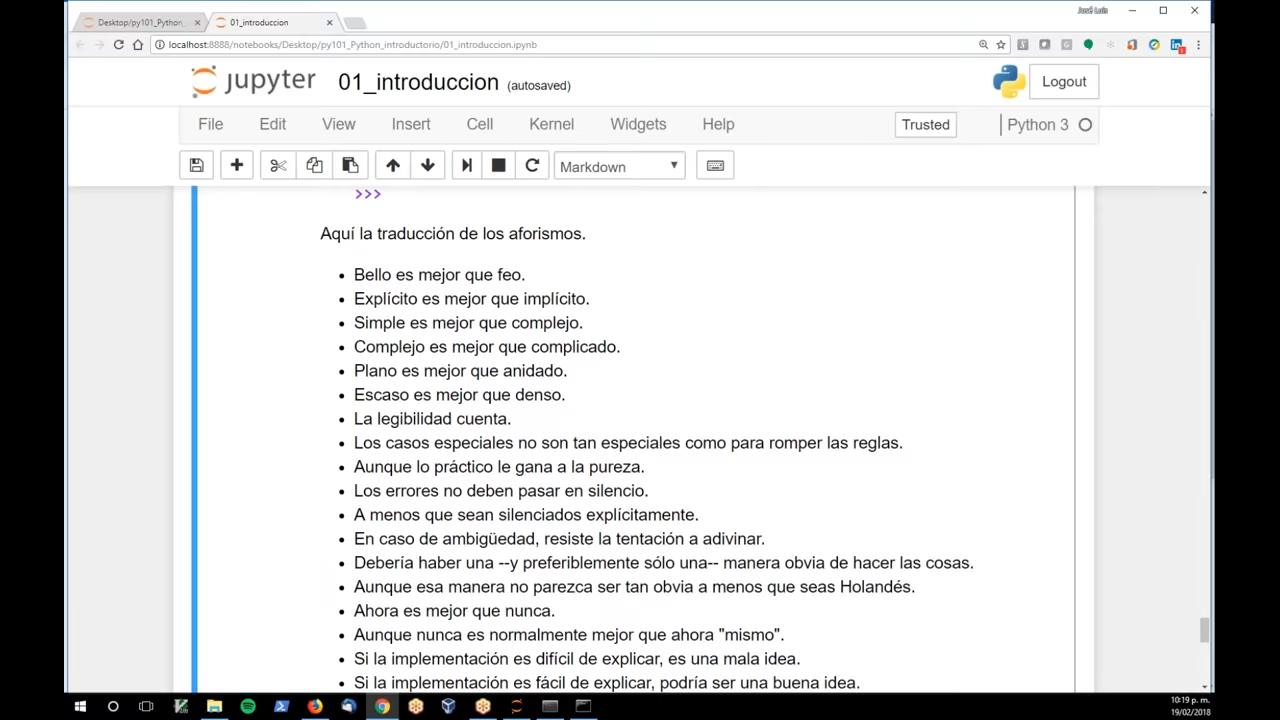 José Luis
Desktop/py101_Python_
01_introduccion
localhost:8888/notebooks/Desktop/py101_Python_introductorio/01_introduccion.ipynb
jupyter 01_introduccion (autosaved)
Logout
File Edit View Insert Cell Kernel Widgets Help
Trusted
Python 3
Markdown
>>>
Aquí la traducción de los aforismos.
• Bello es mejor que feo.
• Explícito es mejor que implícito.
• Simple es mejor que complejo.
• Complejo es mejor que complicado.
• Plano es mejor que anidado.
• Escaso es mejor que denso.
• La legibilidad cuenta.
• Los casos especiales no son tan especiales como para romper las reglas.
• Aunque lo práctico le gana a la pureza.
• Los errores no deben pasar en silencio.
• A menos que sean silenciados explícitamente.
• En caso de ambigüedad, resiste la tentación a adivinar.
• Debería haber una --y preferiblemente sólo una-- manera obvia de hacer las cosas.
• Aunque esa manera no parezca ser tan obvia a menos que seas Holandés.
• Ahora es mejor que nunca.
• Aunque nunca es normalmente mejor que ahora "mismo".
• Si la implementación es difícil de explicar, es una mala idea.
• Si la implementación es fácil de explicar, podría ser una buena idea.
10:19 p. m.
19/02/2018